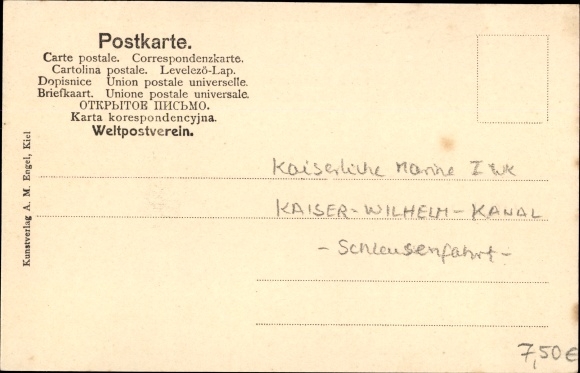 Postkarte.
Carte postale. Correspondenzkarte.
Cartolina postale. Levelező-Lap.
Dopisnice Union postale universelle.
Briefkaart. Unione postale universale.
ОТКРЫТОЕ ПИСЬМО.
Karta korespondencyjna.
Weltpostverein.
Kunstverlag A. M. Engel, Kiel
Kaiserliche Marine I WK
KAISER-WILHELM-KANAL
- Schleusenfahrt -
7,50€